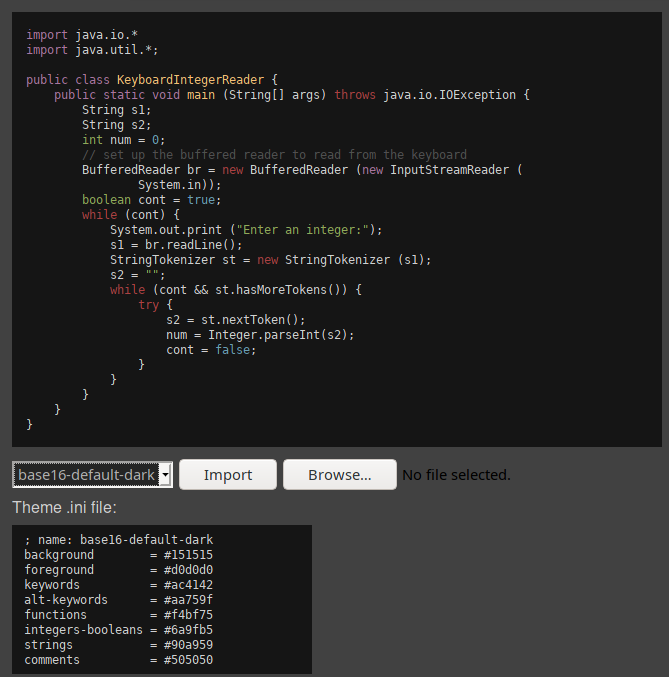 import java.io.*
import java.util.*;

public class KeyboardIntegerReader {
    public static void main (String[] args) throws java.io.IOException {
        String s1;
        String s2;
        int num = 0;
        // set up the buffered reader to read from the keyboard
        BufferedReader br = new BufferedReader (new InputStreamReader (
                System.in));
        boolean cont = true;
        while (cont) {
            System.out.print ("Enter an integer:");
            s1 = br.readLine();
            StringTokenizer st = new StringTokenizer (s1);
            s2 = "";
            while (cont && st.hasMoreTokens()) {
                try {
                    s2 = st.nextToken();
                    num = Integer.parseInt(s2);
                    cont = false;
                }
            }
        }
    }
}
base16-default-dark Import Browse... No file selected.
Theme .ini file:
; name: base16-default-dark
background        = #151515
foreground        = #d0d0d0
keywords          = #ac4142
alt-keywords      = #aa759f
functions         = #f4bf75
integers-booleans = #6a9fb5
strings           = #90a959
comments          = #505050